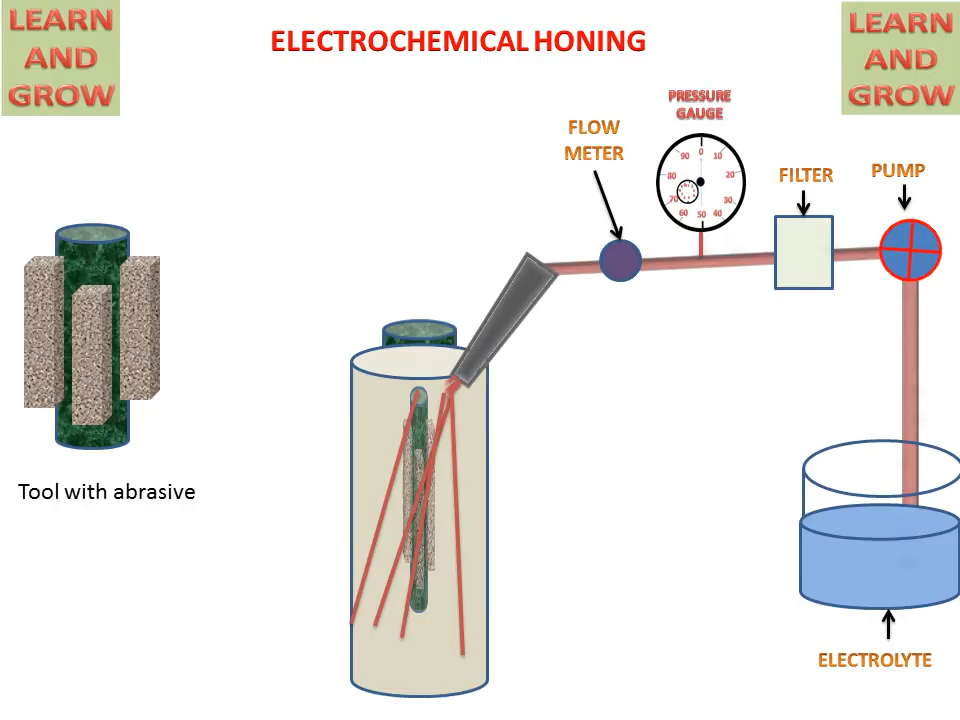 LEARN
AND
GROW
ELECTROCHEMICAL HONING
LEARN
AND
GROW
PRESSURE
GAUGE
FLOW
METER
FILTER
PUMP
0
10
20
30
40
50
60
70
80
90
Tool with abrasive
ELECTROLYTE